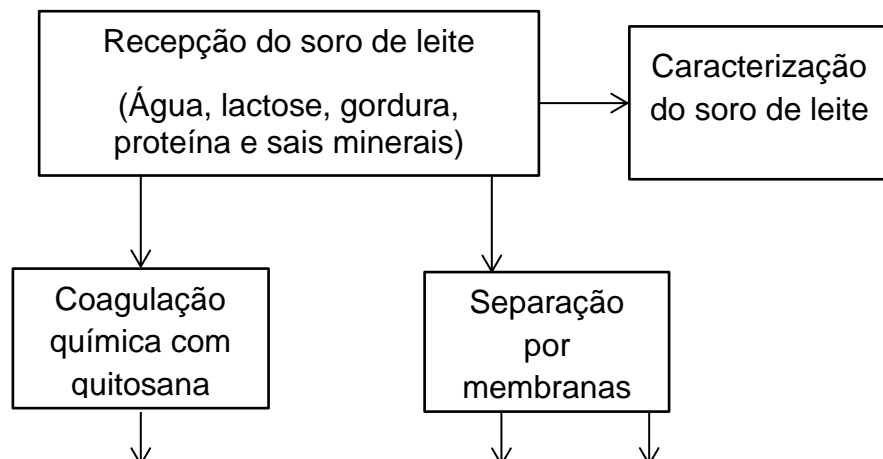 Recepção do soro de leite
(Água, lactose, gordura,
proteína e sais minerais)
Caracterização
do soro de leite
Coagulação
química com
quitosana
Separação
por
membranas